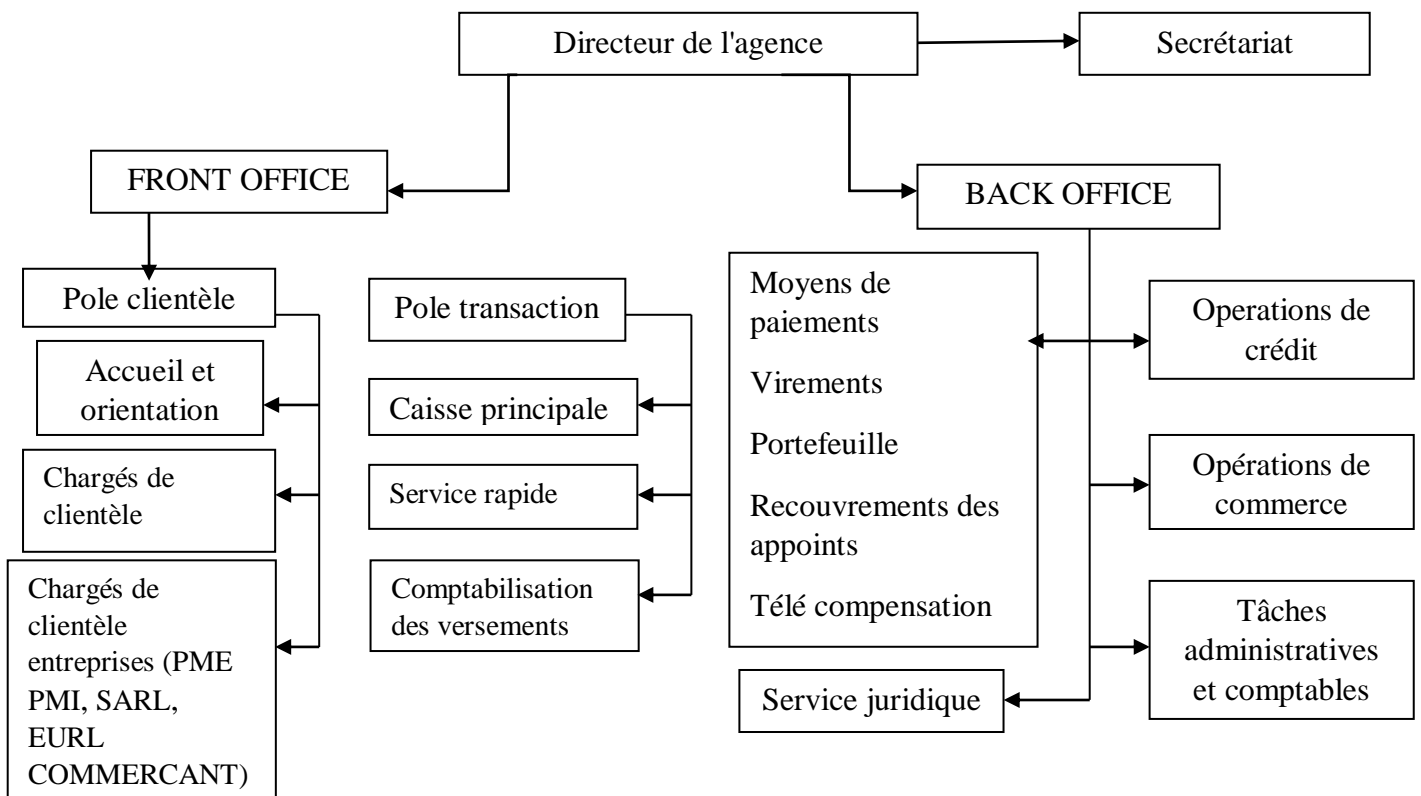 Directeur de l'agence
Secrétariat
FRONT OFFICE
BACK OFFICE
Pole clientèle
Accueil et
orientation
Chargés de
clientèle
Chargés de
clientèle
entreprises (PME
PMI, SARL,
EURL
COMMERCANT)
Pole transaction
Caisse principale
Service rapide
Comptabilisation
des versements
Moyens de
paiements
Virements
Portefeuille
Recouvrements des
appoints
Télé compensation
Service juridique
Operations de
crédit
Opérations de
commerce
Tâches
administratives
et comptables